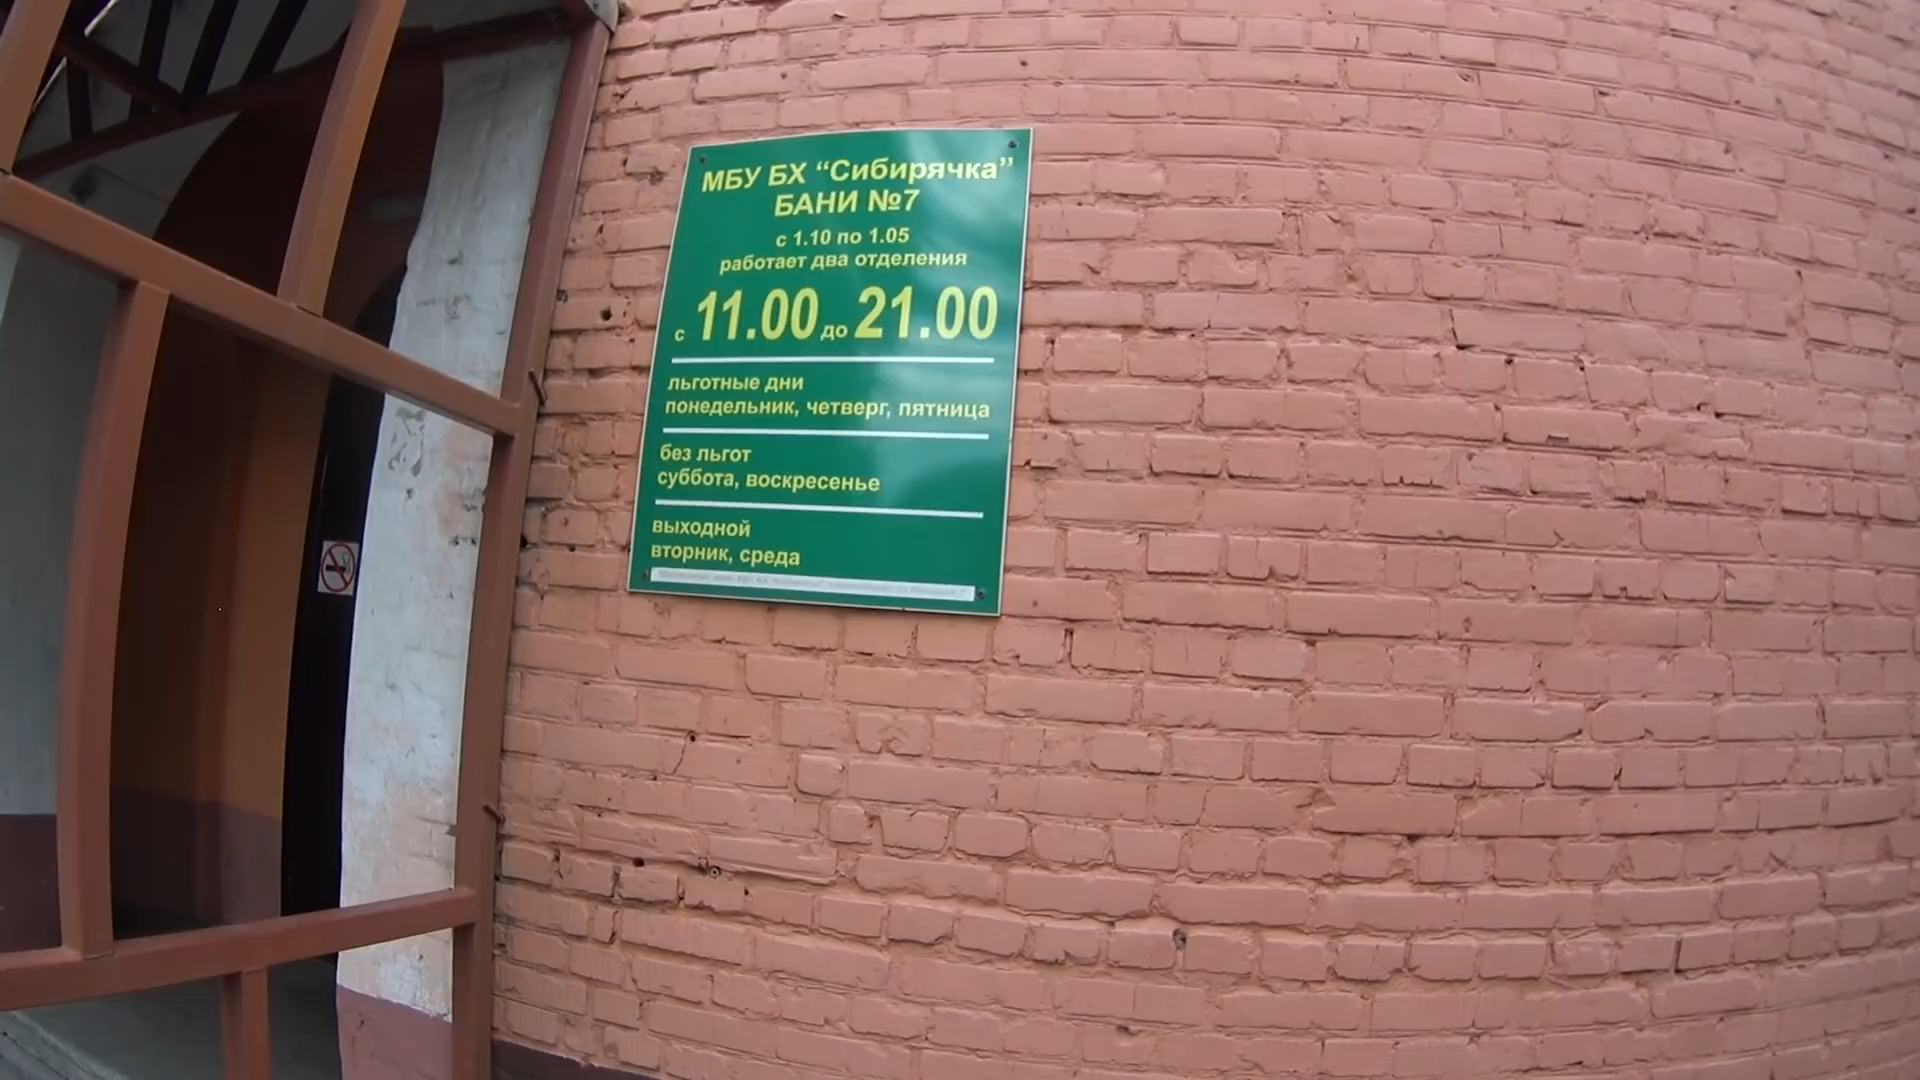 МБУ БХ “Сибирячка”
БАНИ №7
с 1.10 по 1.05
работает два отделения
с 11.00 до 21.00
льготные дни
понедельник, четверг, пятница
без льгот
суббота, воскресенье
выходной
вторник, среда